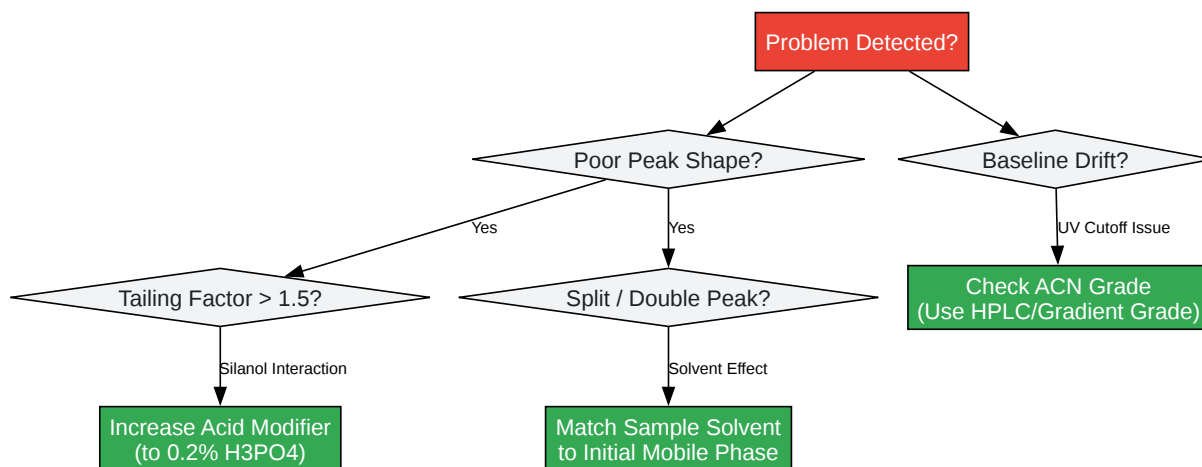 Problem Detected?
Poor Peak Shape?
Baseline Drift?
Yes
Yes
UV Cutoff Issue
Tailing Factor > 1.5?
Split / Double Peak?
Check ACN Grade
(Use HPLC/Gradient Grade)
Silanol Interaction
Solvent Effect
Increase Acid Modifier
(to 0.2% H3PO4)
Match Sample Solvent
to Initial Mobile Phase